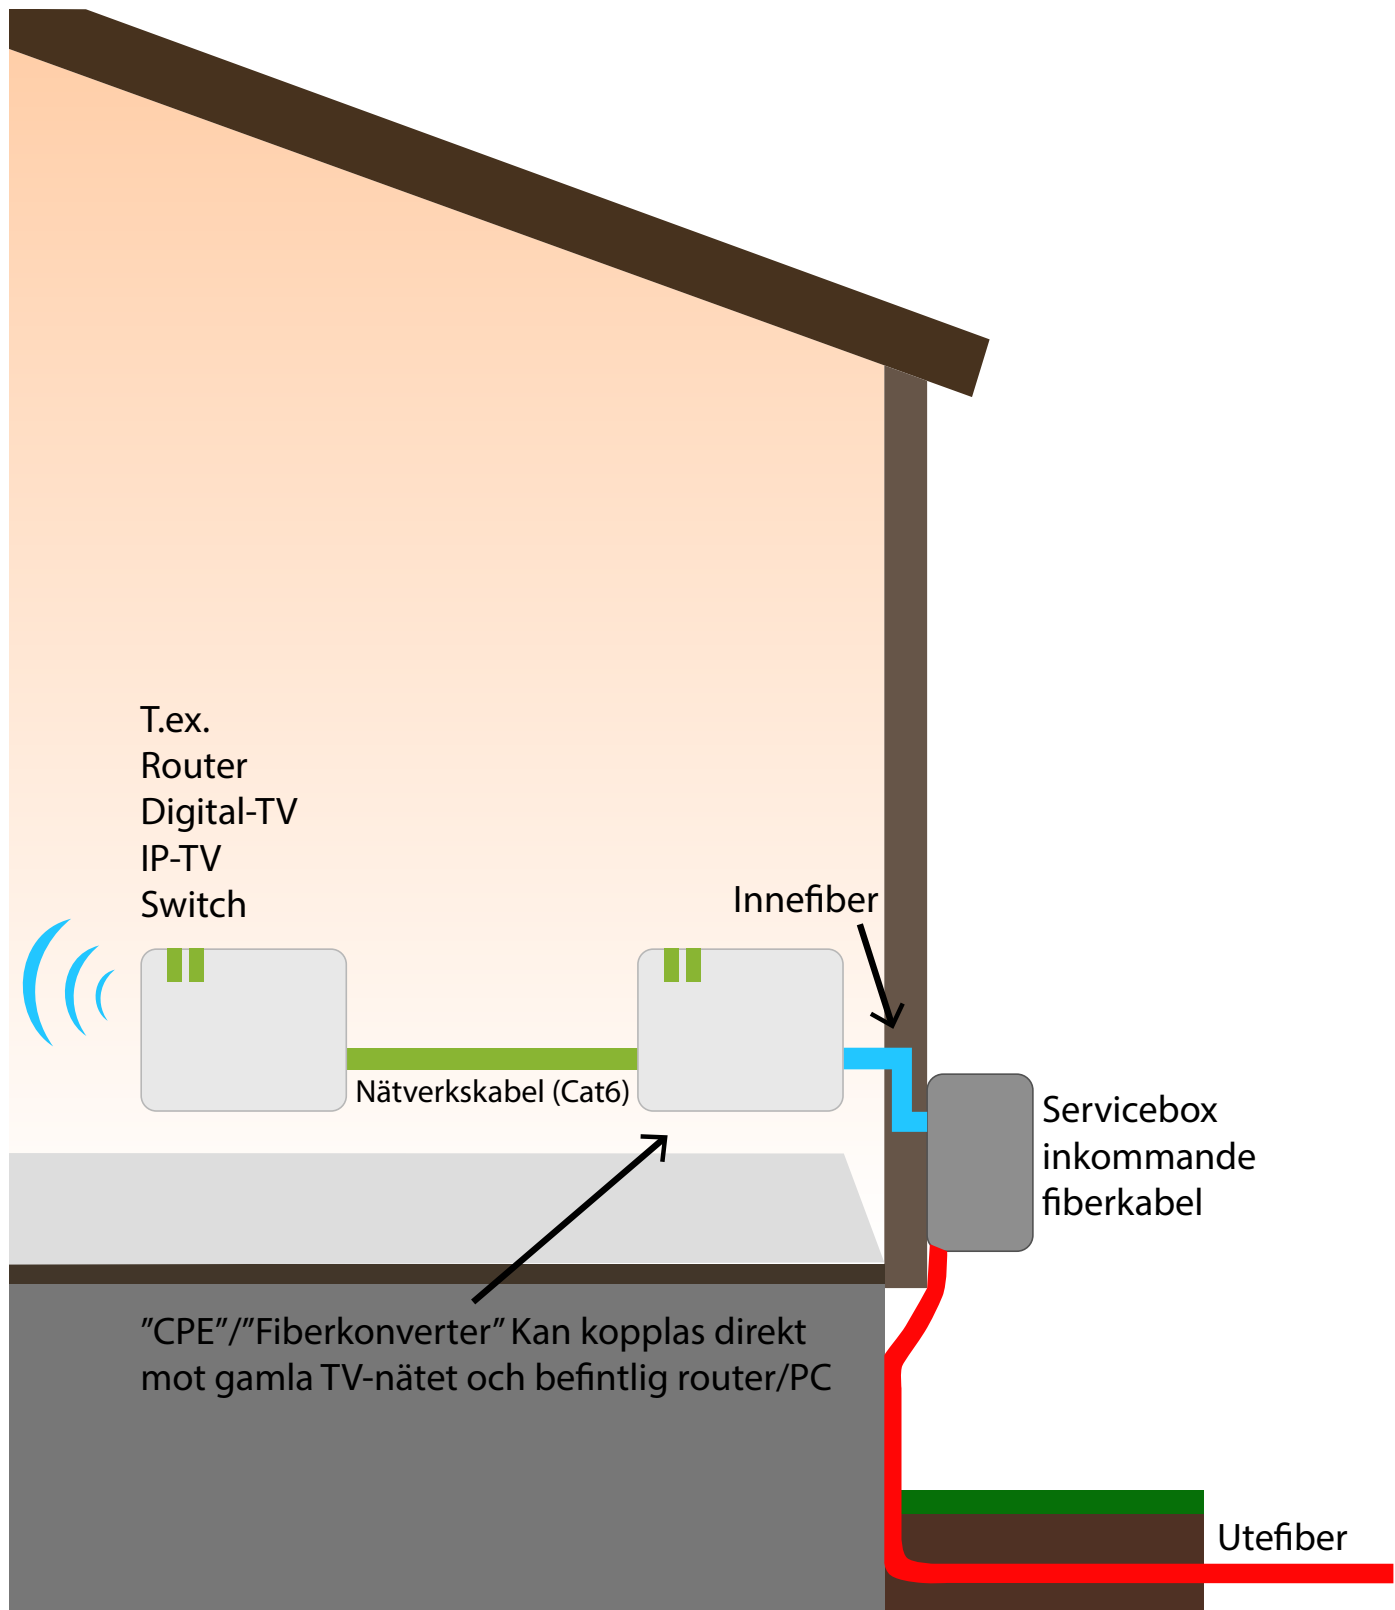 T.ex.
Router
Digital-TV
IP-TV
Switch
Innefiber
Nätverkskabel (Cat6)
Servicebox
inkommande
fiberkabel
”CPE”/”Fiberkonverter” Kan kopplas direkt
mot gamla TV-nätet och befintlig router/PC
Utefiber